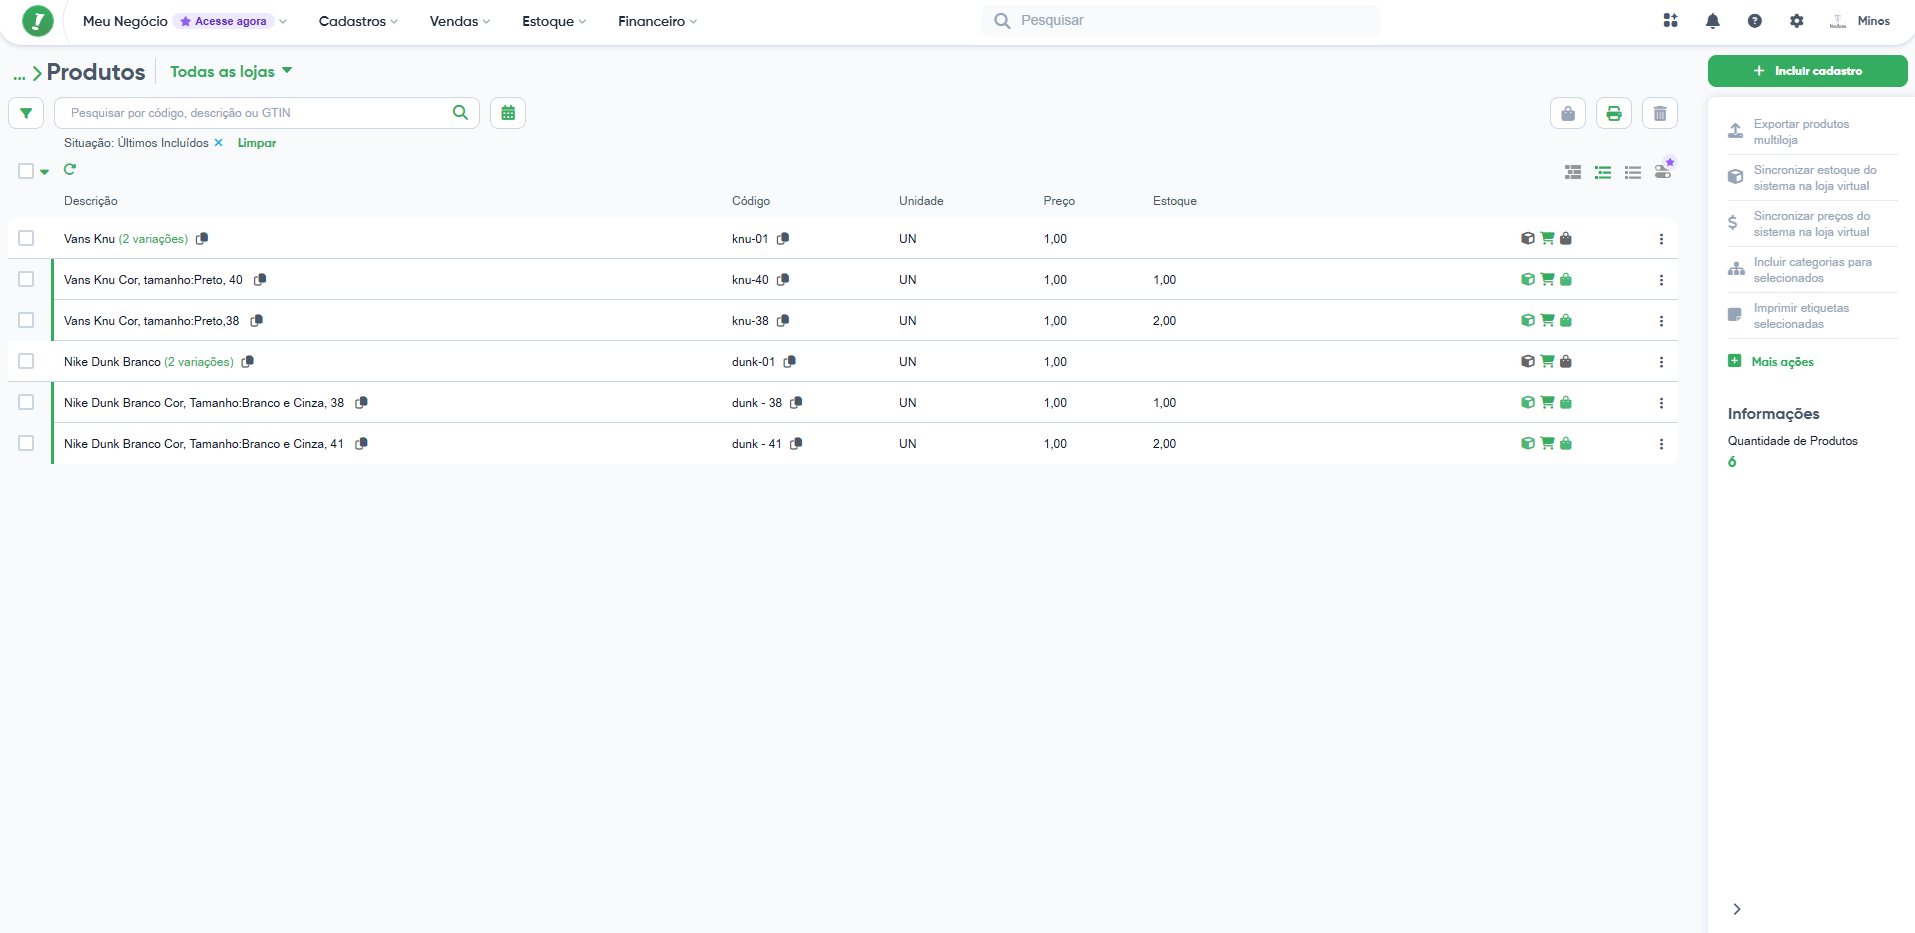 Meu Negócio Acesse agora Cadastros Vendas Estoque Financeiro Pesquisar Minos
... Produtos Todas as lojas
Incluir cadastro
Pesquisar por código, descrição ou GTIN
Situação: Últimos Incluídos × Limpar
Descrição Código Unidade Preço Estoque
Vans Knu (2 variações) knu-01 UN 1,00
Vans Knu Cor, tamanho:Preto, 40 knu-40 UN 1,00 1,00
Vans Knu Cor, tamanho:Preto,38 knu-38 UN 1,00 2,00
Nike Dunk Branco (2 variações) dunk-01 UN 1,00
Nike Dunk Branco Cor, Tamanho:Branco e Cinza, 38 dunk - 38 UN 1,00 1,00
Nike Dunk Branco Cor, Tamanho:Branco e Cinza, 41 dunk - 41 UN 1,00 2,00
Exportar produtos
multiloja
Sincronizar estoque do
sistema na loja virtual
Sincronizar preços do
sistema na loja virtual
Incluir categorias para
selecionados
Imprimir etiquetas
selecionadas
Mais ações
Informações
Quantidade de Produtos
6